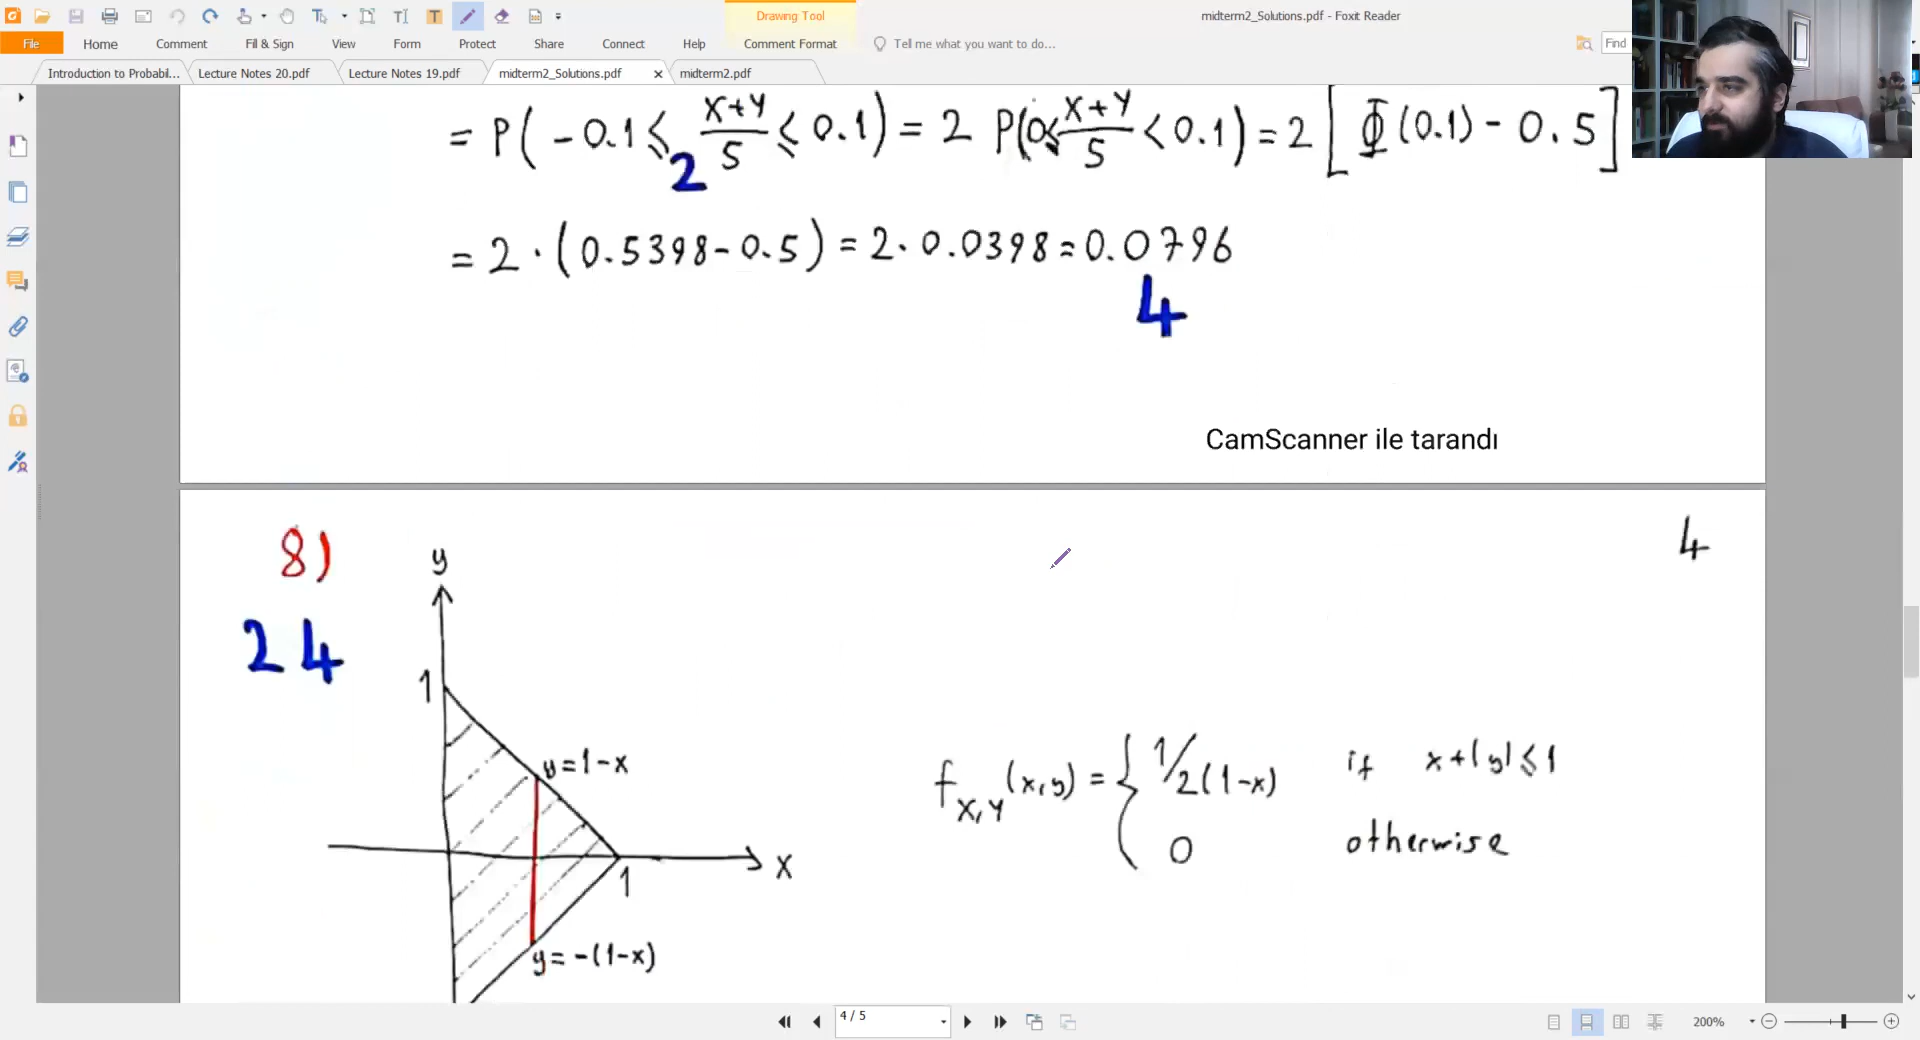 Drawing Tool
midterm2_Solutions.pdf - Foxit Reader
File Home Comment Fill & Sign View Form Protect Share Connect Help Comment Format Tell me what you want to do... Find
Introduction to Probabil... Lecture Notes 20.pdf Lecture Notes 19.pdf midterm2_Solutions.pdf midterm2.pdf
= P( -0.1 ≤ (X+Y)/5 ≤ 0.1) = 2 P(0≤ (X+Y)/5 < 0.1) = 2 [ Φ(0.1) - 0.5 ]
2
= 2 · (0.5398-0.5) = 2. 0.0398 = 0.0796
4
CamScanner ile tarandı
8)
4
24
y
1
y=1-x
f_{X,Y}(x,y) = { 1/2(1-x) if x+|y|≤1
0 otherwise
x
1
y=-(1-x)
4 / 5
200%